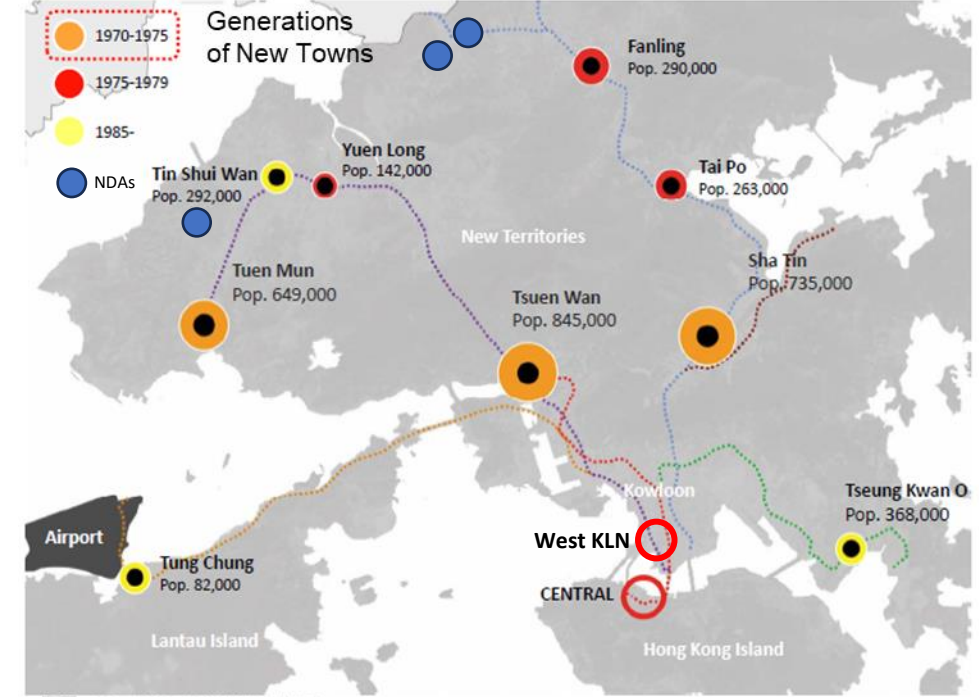 Generations
of New Towns
1970-1975
1975-1979
1985-
NDAs
Fanling
Pop. 290,000
Yuen Long
Pop. 142,000
Tin Shui Wan
Pop. 292,000
Tai Po
Pop. 263,000
New Territories
Sha Tin
Pop. 735,000
Tuen Mun
Pop. 649,000
Tsuen Wan
Pop. 845,000
Kowloon
Tseung Kwan O
Pop. 368,000
Airport
West KLN
Tung Chung
Pop. 82,000
CENTRAL
Lantau Island
Hong Kong Island